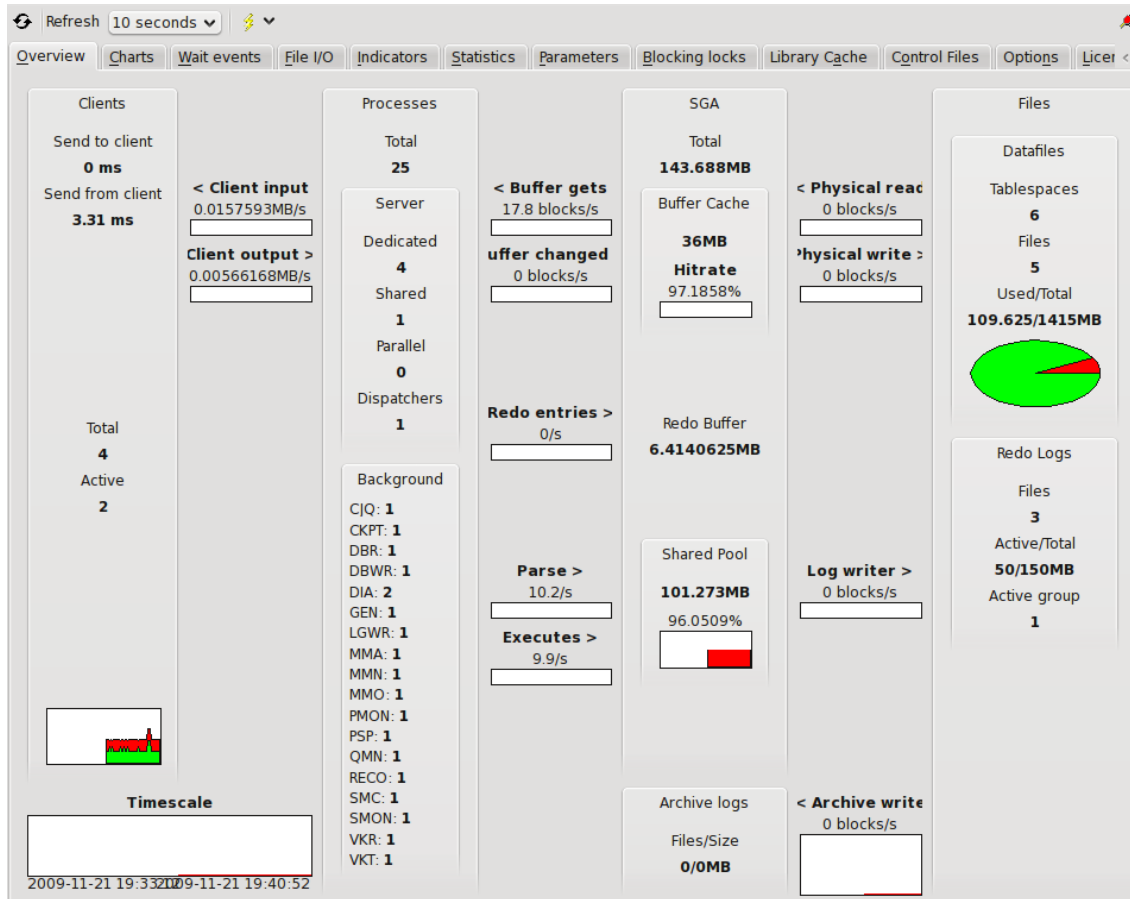 Refresh 10 seconds
Overview Charts Wait events File I/O Indicators Statistics Parameters Blocking locks Library Cache Control Files Options Licer
Clients
Send to client
0 ms
Send from client
3.31 ms
Total
4
Active
2
< Client input
0.0157593MB/s
Client output >
0.00566168MB/s
Timescale
2009-11-21 19:33:12
2009-11-21 19:40:52
Processes
Total
25
Server
Dedicated
4
Shared
1
Parallel
0
Dispatchers
1
Background
CJQ: 1
CKPT: 1
DBR: 1
DBWR: 1
DIA: 2
GEN: 1
LGWR: 1
MMA: 1
MMN: 1
MMO: 1
PMON: 1
PSP: 1
QMN: 1
RECO: 1
SMC: 1
SMON: 1
VKR: 1
VKT: 1
< Buffer gets
17.8 blocks/s
uffer changed
0 blocks/s
Redo entries >
0/s
Parse >
10.2/s
Executes >
9.9/s
SGA
Total
143.688MB
Buffer Cache
36MB
Hitrate
97.1858%
Redo Buffer
6.4140625MB
Shared Pool
101.273MB
96.0509%
Archive logs
Files/Size
0/0MB
< Physical read
0 blocks/s
Physical write >
0 blocks/s
Log writer >
0 blocks/s
< Archive write
0 blocks/s
Files
Datafiles
Tablespaces
6
Files
5
Used/Total
109.625/1415MB
Redo Logs
Files
3
Active/Total
50/150MB
Active group
1